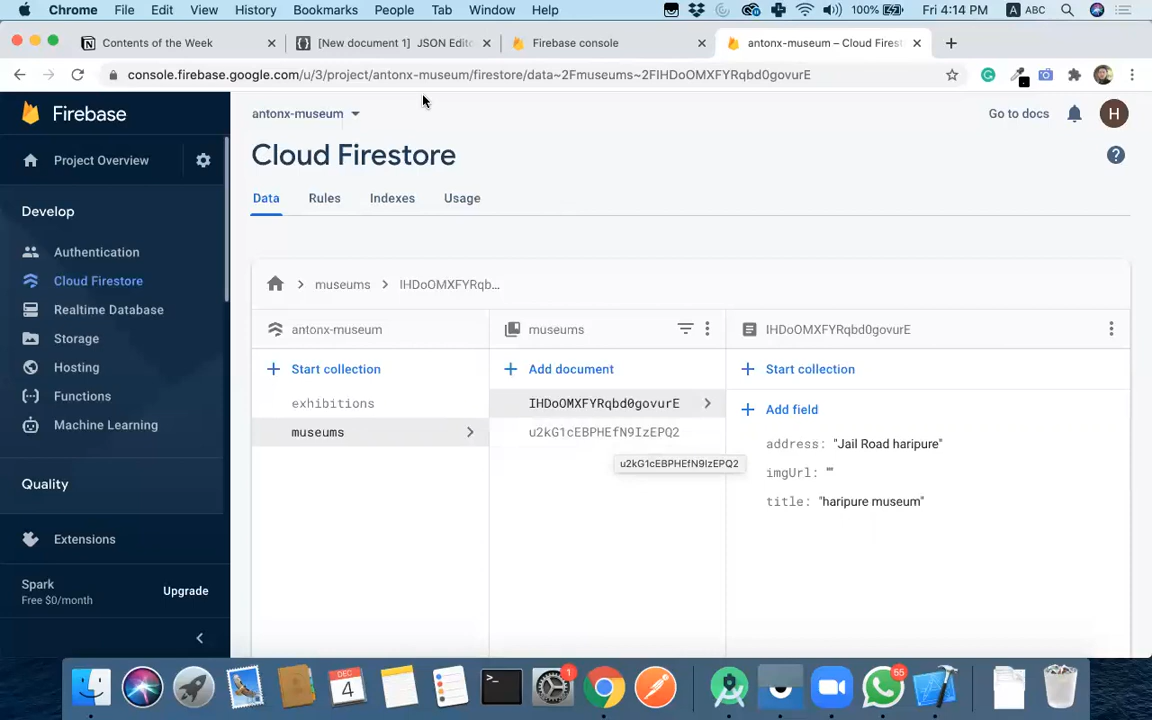 Chrome File Edit View History Bookmarks People Tab Window Help 100% Fri 4:14 PM A ABC
Contents of the Week
[New document 1] JSON Edito
Firebase console
antonx-museum – Cloud Firest
console.firebase.google.com/u/3/project/antonx-museum/firestore/data~2Fmuseums~2FIHDoOMXFYRqbd0govurE
Firebase
antonx-museum
Go to docs
H
Project Overview
Cloud Firestore
Data Rules Indexes Usage
Develop
Authentication
Cloud Firestore
Realtime Database
Storage
Hosting
Functions
Machine Learning
Quality
Extensions
Spark
Free $0/month
Upgrade
museums
IHDoOMXFYRqb...
antonx-museum
museums
IHDoOMXFYRqbd0govurE
Start collection
Add document
Start collection
exhibitions
museums
IHDoOMXFYRqbd0govurE
u2kG1cEBPHEfN9IzEPQ2
u2kG1cEBPHEfN9IzEPQ2
Add field
address: "Jail Road haripure"
imgUrl: ""
title: "haripure museum"
DEC
4
1
65